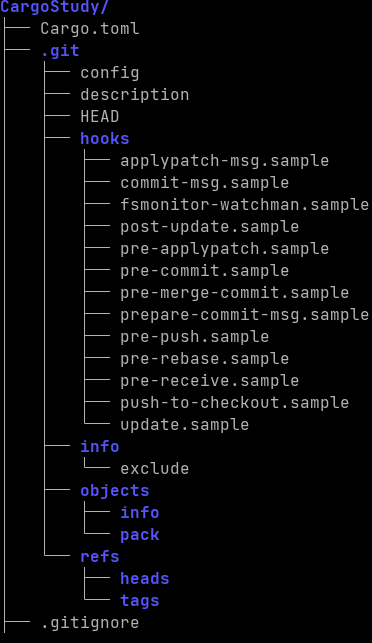 CargoStudy/
├── Cargo.toml
├── .git
│   ├── config
│   ├── description
│   ├── HEAD
│   ├── hooks
│   │   ├── applypatch-msg.sample
│   │   ├── commit-msg.sample
│   │   ├── fsmonitor-watchman.sample
│   │   ├── post-update.sample
│   │   ├── pre-applypatch.sample
│   │   ├── pre-commit.sample
│   │   ├── pre-merge-commit.sample
│   │   ├── prepare-commit-msg.sample
│   │   ├── pre-push.sample
│   │   ├── pre-rebase.sample
│   │   ├── pre-receive.sample
│   │   ├── push-to-checkout.sample
│   │   └── update.sample
│   ├── info
│   │   └── exclude
│   ├── objects
│   │   ├── info
│   │   └── pack
│   └── refs
│       ├── heads
│       └── tags
├── .gitignore